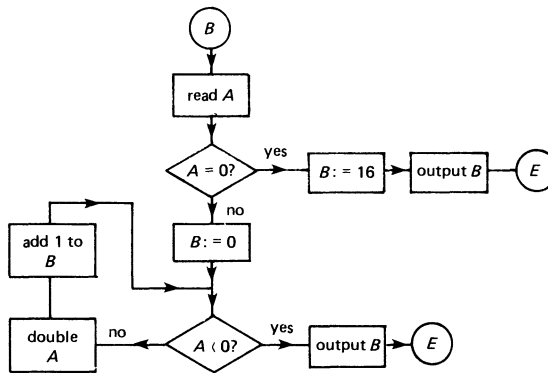 B
read A
A = 0?
yes
B: = 16
output B
E
no
B: = 0
add 1 to
B
double
A
no
A ⟨ 0?
yes
output B
E